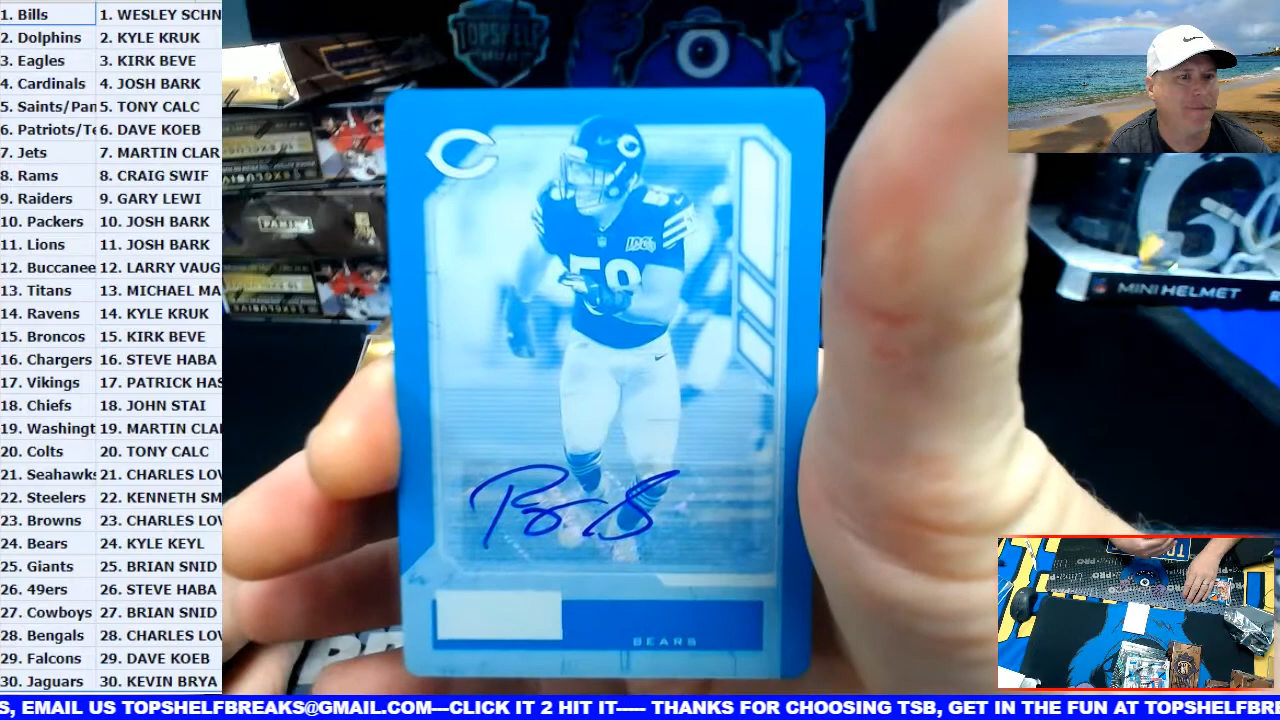 1. Bills 1. WESLEY SCHN
2. Dolphins 2. KYLE KRUK
3. Eagles 3. KIRK BEVE
4. Cardinals 4. JOSH BARK
5. Saints/Pan 5. TONY CALC
6. Patriots/Te 6. DAVE KOEB
7. Jets 7. MARTIN CLAR
8. Rams 8. CRAIG SWIF
9. Raiders 9. GARY LEWI
10. Packers 10. JOSH BARK
11. Lions 11. JOSH BARK
12. Buccanee 12. LARRY VAUG
13. Titans 13. MICHAEL MA
14. Ravens 14. KYLE KRUK
15. Broncos 15. KIRK BEVE
16. Chargers 16. STEVE HABA
17. Vikings 17. PATRICK HAS
18. Chiefs 18. JOHN STAI
19. Washingt 19. MARTIN CLAI
20. Colts 20. TONY CALC
21. Seahawks 21. CHARLES LOV
22. Steelers 22. KENNETH SM
23. Browns 23. CHARLES LOV
24. Bears 24. KYLE KEYL
25. Giants 25. BRIAN SNID
26. 49ers 26. STEVE HABA
27. Cowboys 27. BRIAN SNID
28. Bengals 28. CHARLES LOV
29. Falcons 29. DAVE KOEB
30. Jaguars 30. KEVIN BRYA
TOPSHELF
BREAKS
PANINI
C
100
BEARS
MINI HELMET
S, EMAIL US TOPSHELFBREAKS@GMAIL.COM---CLICK IT 2 HIT IT----- THANKS FOR CHOOSING TSB, GET IN THE FUN AT TOPSHELFBRE